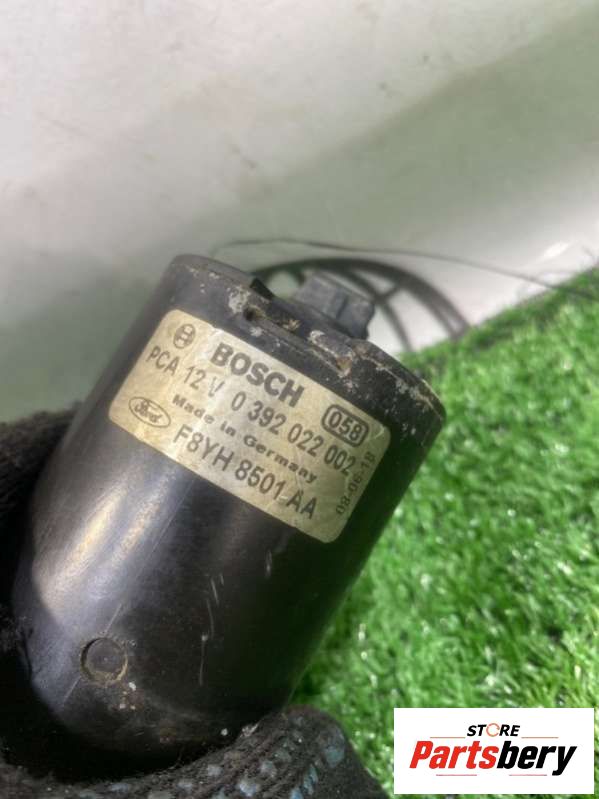 BOSCH
058
PCA 12 V 0 392 022 002
Made in Germany
08-06-18
Ford
F8YH 8501 AA
STORE
Partsbery